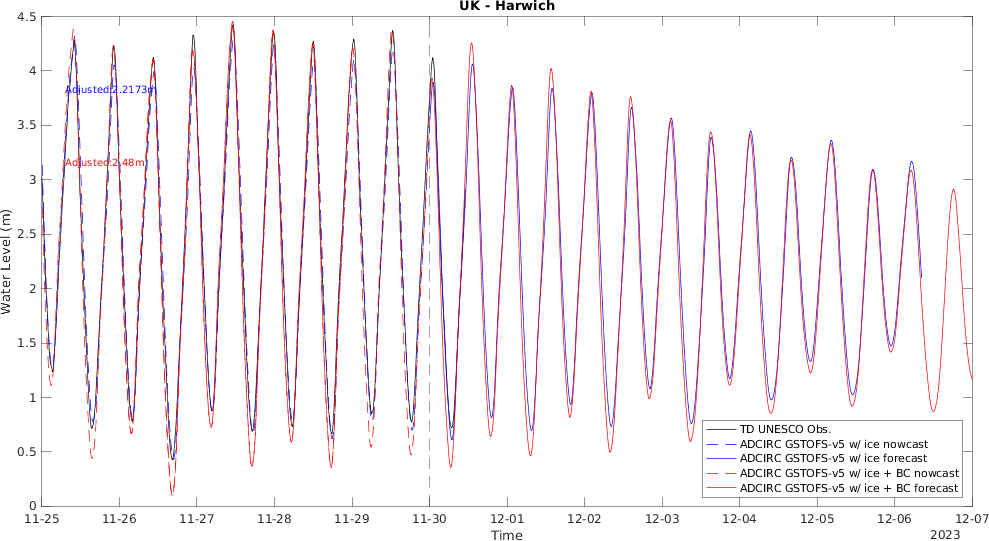 UK - Harwich
4.5
4
3.5
3
2.5
2
1.5
1
0.5
0
Water Level (m)
Adjusted:2.2173m
Adjusted:2.48m
TD UNESCO Obs.
ADCIRC GSTOFS-v5 w/ ice nowcast
ADCIRC GSTOFS-v5 w/ ice forecast
ADCIRC GSTOFS-v5 w/ ice + BC nowcast
ADCIRC GSTOFS-v5 w/ ice + BC forecast
11-25 11-26 11-27 11-28 11-29 11-30 12-01 12-02 12-03 12-04 12-05 12-06 12-07
Time
2023